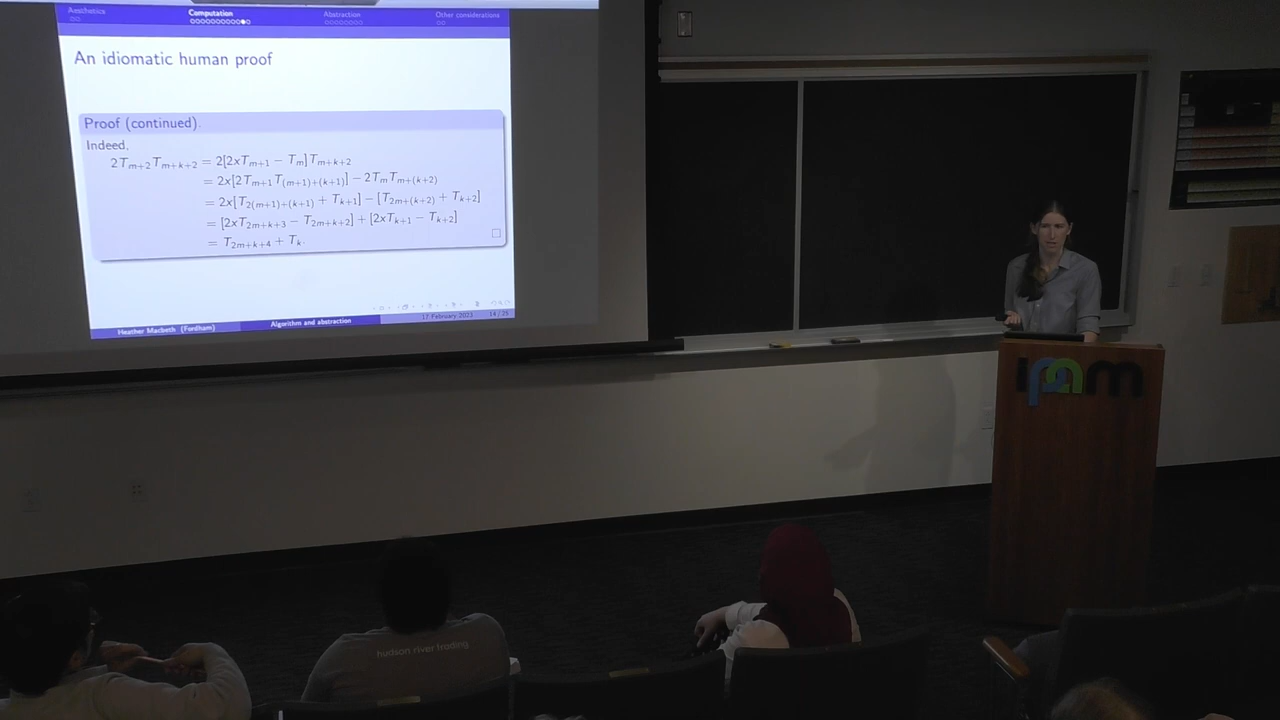 Aesthetics
Computation
Abstraction
Other considerations
An idiomatic human proof
Proof (continued).
Indeed,
2T_{m+2}T_{m+k+2} = 2[2xT_{m+1} − T_m]T_{m+k+2}
= 2x[2T_{m+1}T_{(m+1)+(k+1)}] − 2T_mT_{m+(k+2)}
= 2x[T_{2(m+1)+(k+1)} + T_{k+1}] − [T_{2m+(k+2)} + T_{k+2}]
= [2xT_{2m+k+3} − T_{2m+k+2}] + [2xT_{k+1} − T_{k+2}]
= T_{2m+k+4} + T_k.
Heather Macbeth (Fordham)
Algorithm and abstraction
17 February 2023
14 / 25
ipam
hudson river trading